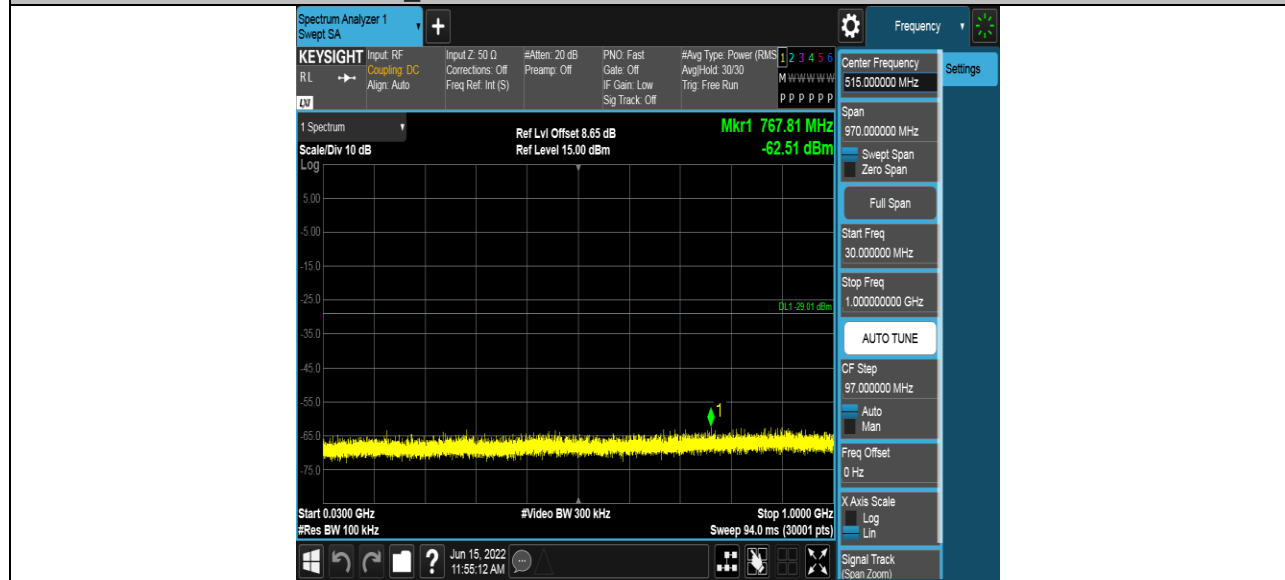 Spectrum Analyzer 1
Swept SA
+
Frequency
KEYSIGHT
RL
LXI
Input: RF
Coupling: DC
Align: Auto
Input Z: 50 Ω
Corrections: Off
Freq Ref: Int (S)
#Atten: 20 dB
Preamp: Off
PNO: Fast
Gate: Off
IF Gain: Low
Sig Track: Off
#Avg Type: Power (RMS
Avg|Hold: 30/30
Trig: Free Run
1 2 3 4 5 6
M W W W W W
P P P P P P
1 Spectrum
Scale/Div 10 dB
Log
Ref Lvl Offset 8.65 dB
Ref Level 15.00 dBm
Mkr1 767.81 MHz
-62.51 dBm
5.00
-5.00
-15.0
-25.0
DL1 -29.01 dBm
-35.0
-45.0
-55.0
1
-65.0
-75.0
Start 0.0300 GHz
#Res BW 100 kHz
#Video BW 300 kHz
Stop 1.0000 GHz
Sweep 94.0 ms (30001 pts)
Center Frequency
515.000000 MHz
Settings
Span
970.000000 MHz
Swept Span
Zero Span
Full Span
Start Freq
30.000000 MHz
Stop Freq
1.000000000 GHz
AUTO TUNE
CF Step
97.000000 MHz
Auto
Man
Freq Offset
0 Hz
X Axis Scale
Log
Lin
Signal Track
(Span Zoom)
?
Jun 15, 2022
11:55:12 AM